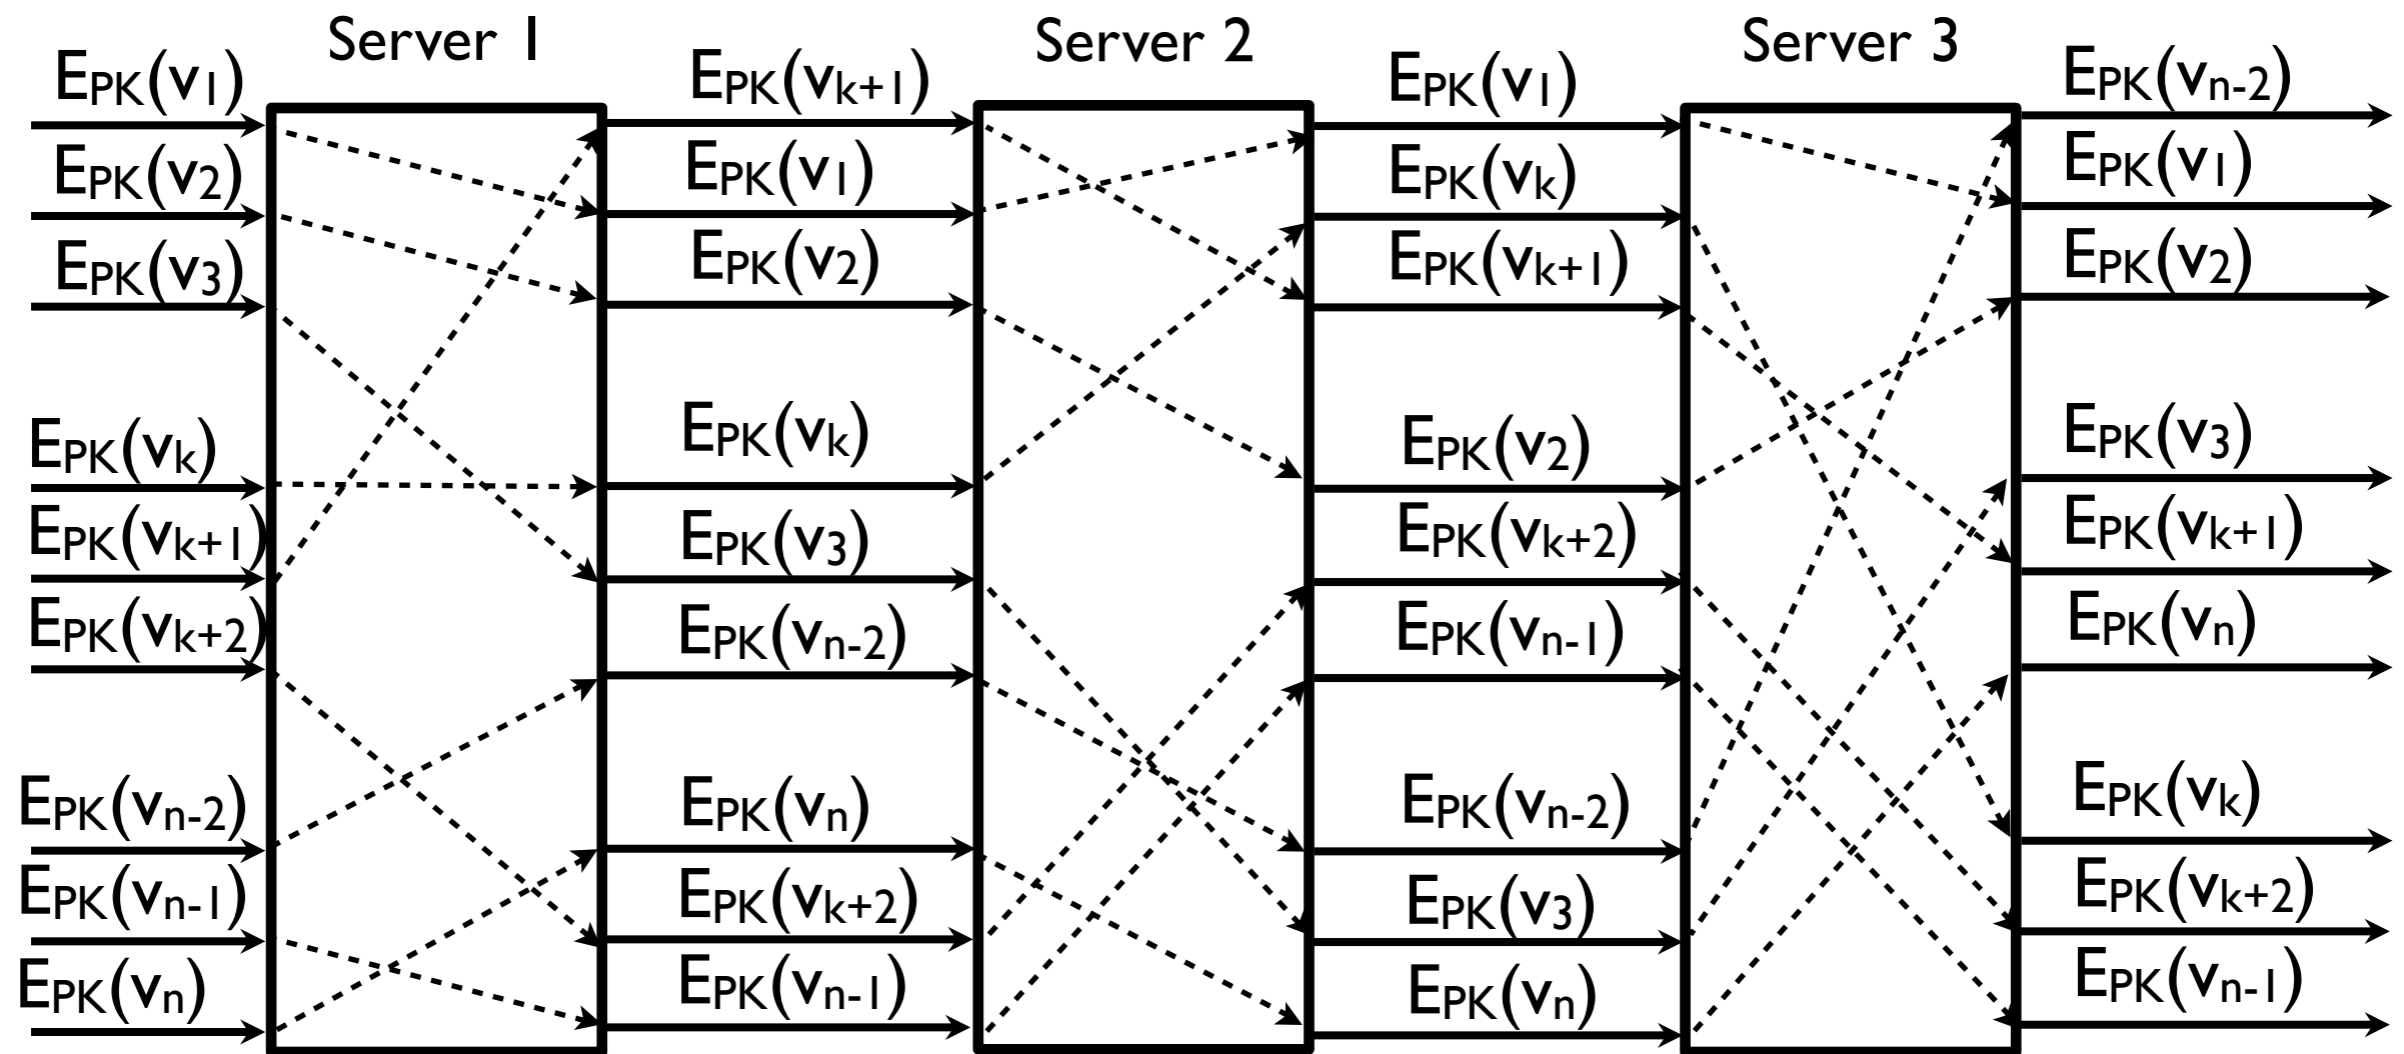 Server 1
Server 2
Server 3
EPK(v1)
EPK(v2)
EPK(v3)
EPK(vk)
EPK(vk+1)
EPK(vk+2)
EPK(vn-2)
EPK(vn-1)
EPK(vn)
EPK(vk+1)
EPK(v1)
EPK(v2)
EPK(vk)
EPK(v3)
EPK(vn-2)
EPK(vn)
EPK(vk+2)
EPK(vn-1)
EPK(v1)
EPK(vk)
EPK(vk+1)
EPK(v2)
EPK(vk+2)
EPK(vn-1)
EPK(vn-2)
EPK(v3)
EPK(vn)
EPK(vn-2)
EPK(v1)
EPK(v2)
EPK(v3)
EPK(vk+1)
EPK(vn)
EPK(vk)
EPK(vk+2)
EPK(vn-1)